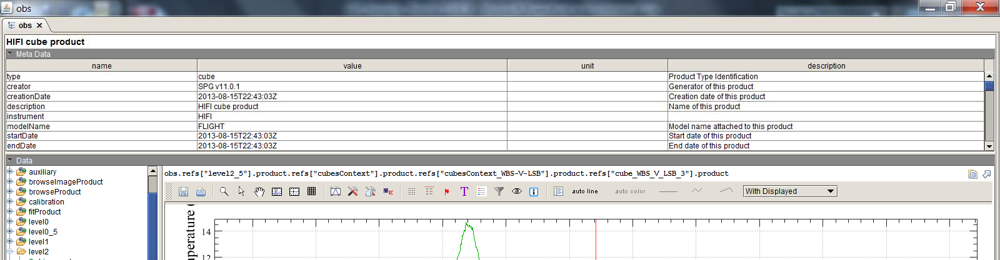 obs
obs
HIFI cube product
Meta Data
name value unit description
type cube Product Type Identification
creator SPG v11.0.1 Generator of this product
creationDate 2013-08-15T22:43:03Z Creation date of this product
description HIFI cube product Name of this product
instrument HIFI
modelName FLIGHT Model name attached to this product
startDate 2013-08-15T22:43:03Z Start date of this product
endDate 2013-08-15T22:43:03Z End date of this product
Data
auxiliary
browseImageProduct
browseProduct
calibration
fitProduct
level0
level0_5
level1
level2
obs.refs["level2_5"].product.refs["cubesContext"].product.refs["cubesContext_WBS-V-LSB"].product.refs["cube_WBS_V_LSB_3"].product
T auto line auto color With Displayed
14
12